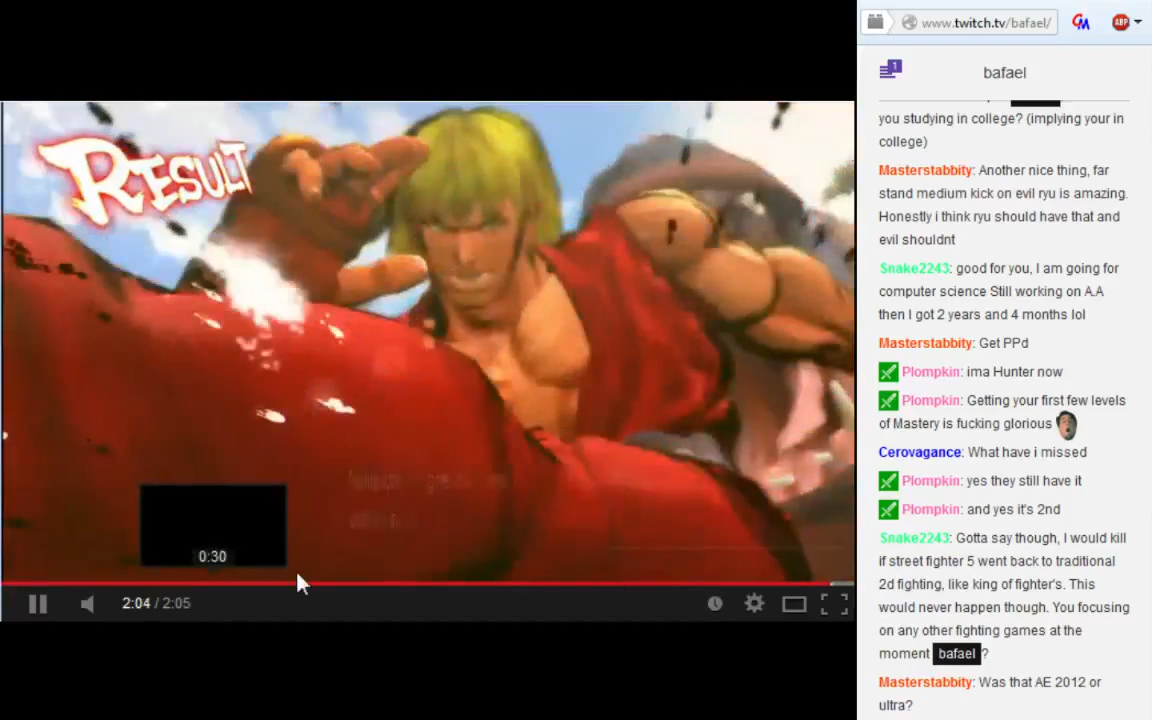 www.twitch.tv/bafael/
GM
ABP
1
bafael
you studying in college? (implying your in
college)
Masterstabbity: Another nice thing, far
stand medium kick on evil ryu is amazing.
Honestly i think ryu should have that and
evil shouldnt
Snake2243: good for you, I am going for
computer science Still working on A.A
then I got 2 years and 4 months lol
Masterstabbity: Get PPd
Plompkin: ima Hunter now
Plompkin: Getting your first few levels
of Mastery is fucking glorious
Cerovagance: What have i missed
Plompkin: yes they still have it
Plompkin: and yes it's 2nd
Snake2243: Gotta say though, I would kill
if street fighter 5 went back to traditional
2d fighting, like king of fighter's. This
would never happen though. You focusing
on any other fighting games at the
moment bafael ?
Masterstabbity: Was that AE 2012 or
ultra?
RESULT
0:30
2:04 / 2:05